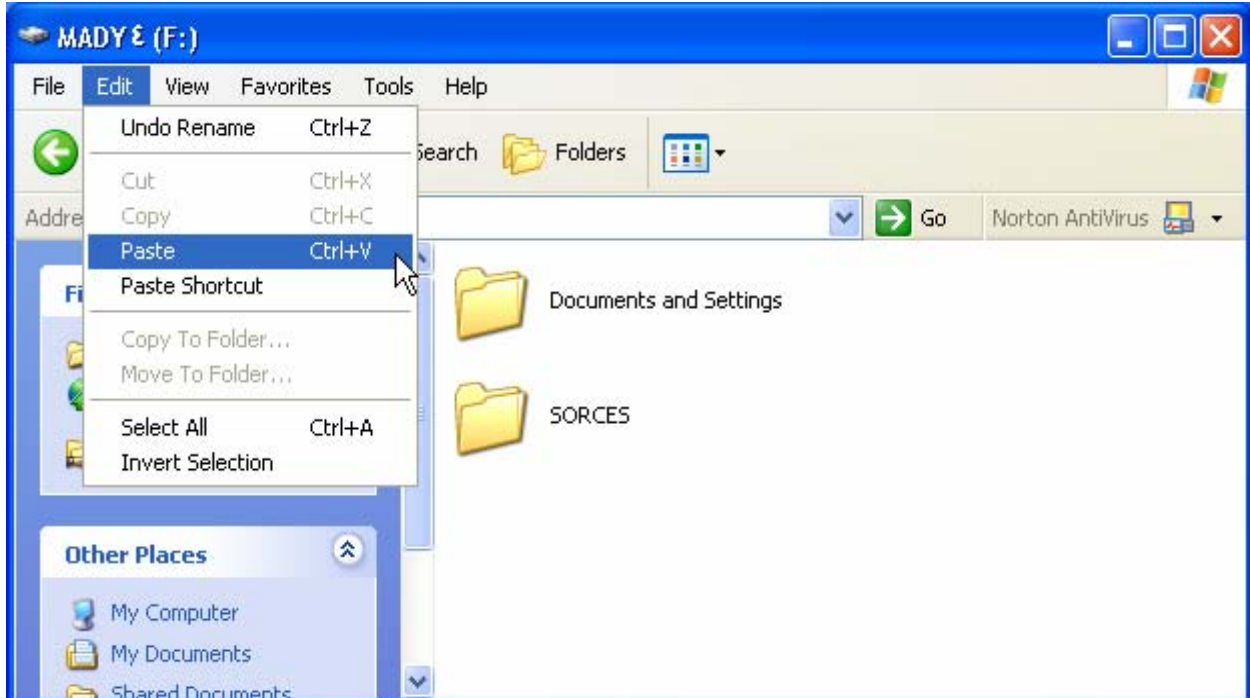 MADY٤ (F:)
File Edit View Favorites Tools Help
Search Folders
Go Norton AntiVirus
Undo Rename Ctrl+Z
Cut Ctrl+X
Copy Ctrl+C
Paste Ctrl+V
Paste Shortcut
Copy To Folder...
Move To Folder...
Select All Ctrl+A
Invert Selection
Documents and Settings
SORCES
Other Places
My Computer
My Documents
Shared Documents